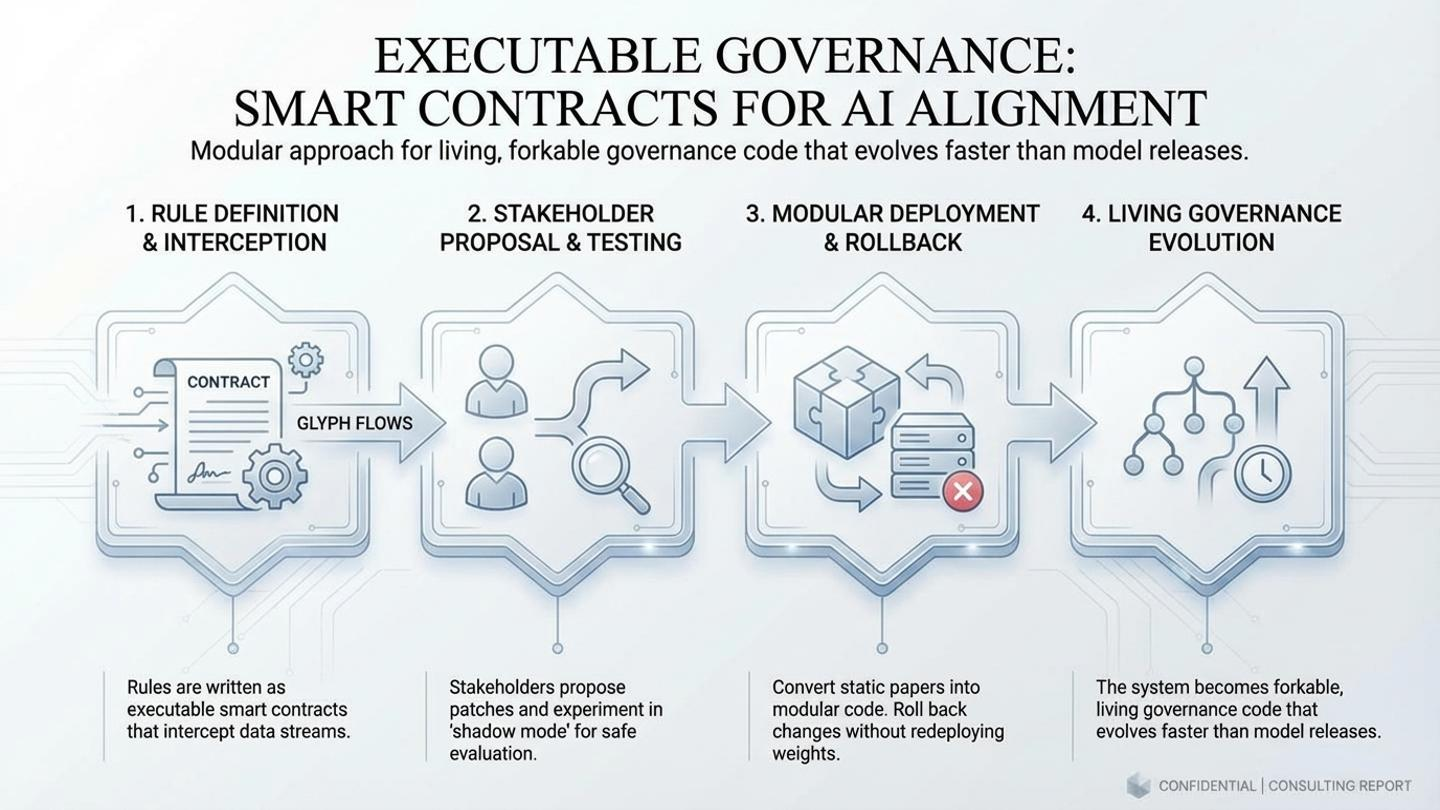 EXECUTABLE GOVERNANCE:
SMART CONTRACTS FOR AI ALIGNMENT
Modular approach for living, forkable governance code that evolves faster than model releases.
1. RULE DEFINITION
& INTERCEPTION
2. STAKEHOLDER
PROPOSAL & TESTING
3. MODULAR DEPLOYMENT
& ROLLBACK
4. LIVING GOVERNANCE
EVOLUTION
CONTRACT
GLYPH FLOWS
Rules are written as
executable smart contracts
that intercept data streams.
Stakeholders propose
patches and experiment in
'shadow mode' for safe
evaluation.
Convert static papers into
modular code. Roll back
changes without redeploying
weights.
The system becomes forkable,
living governance code that
evolves faster than model releases.
CONFIDENTIAL | CONSULTING REPORT